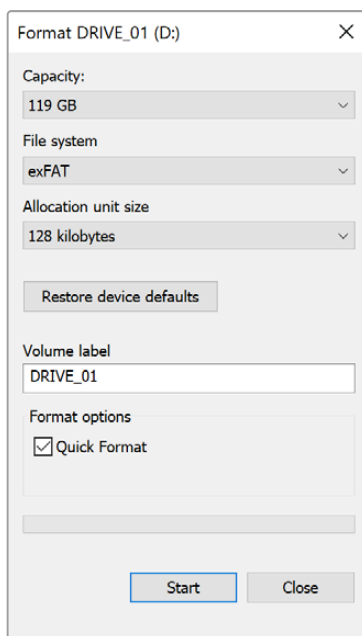 Format DRIVE_01 (D:)
Capacity:
119 GB
File system
exFAT
Allocation unit size
128 kilobytes
Restore device defaults
Volume label
DRIVE_01
Format options
Quick Format
Start Close